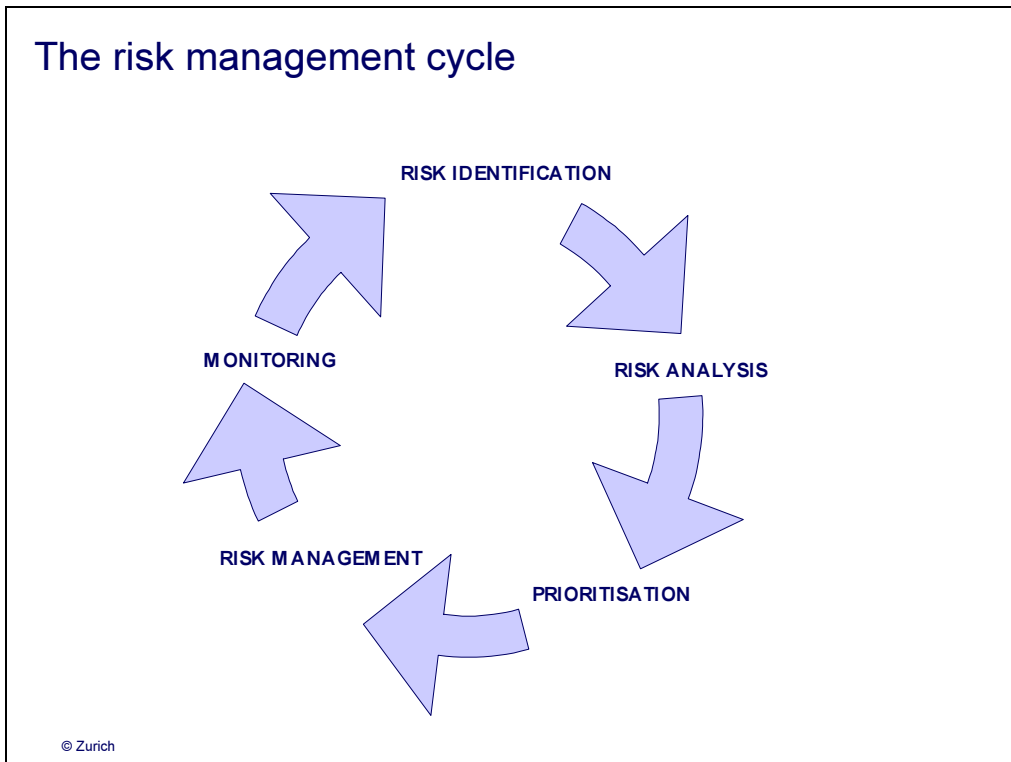 The risk management cycle
RISK IDENTIFICATION
MONITORING
RISK ANALYSIS
RISK MANAGEMENT
PRIORITISATION
© Zurich